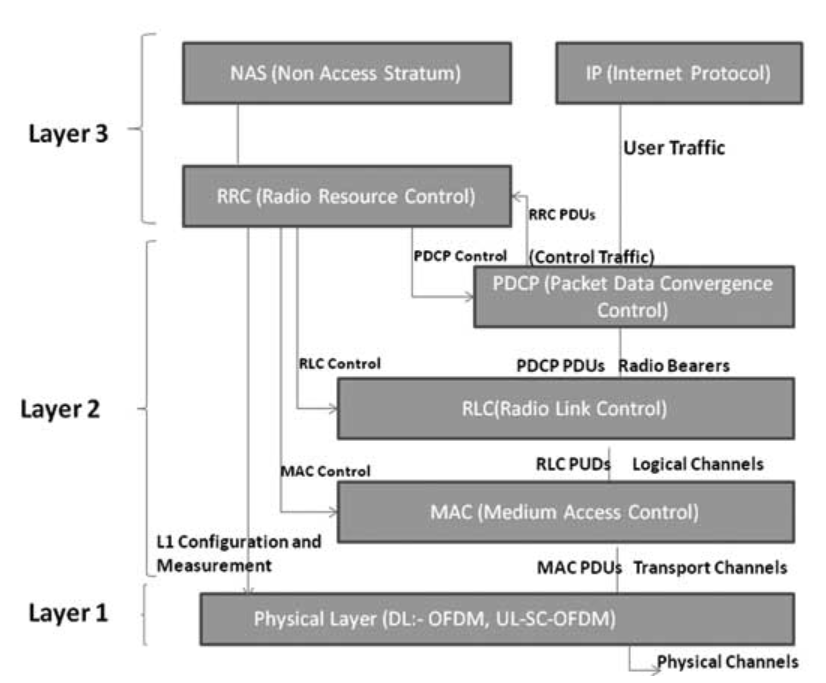 NAS (Non Access Stratum)
IP (Internet Protocol)
Layer 3
User Traffic
RRC (Radio Resource Control)
RRC PDUs
PDCP Control
(Control Traffic)
PDCP (Packet Data Convergence
Control)
RLC Control
PDCP PDUs
Radio Bearers
Layer 2
RLC(Radio Link Control)
RLC PUDs
Logical Channels
MAC Control
MAC (Medium Access Control)
L1 Configuration and
Measurement
MAC PDUs
Transport Channels
Layer 1
Physical Layer (DL:- OFDM, UL-SC-OFDM)
Physical Channels